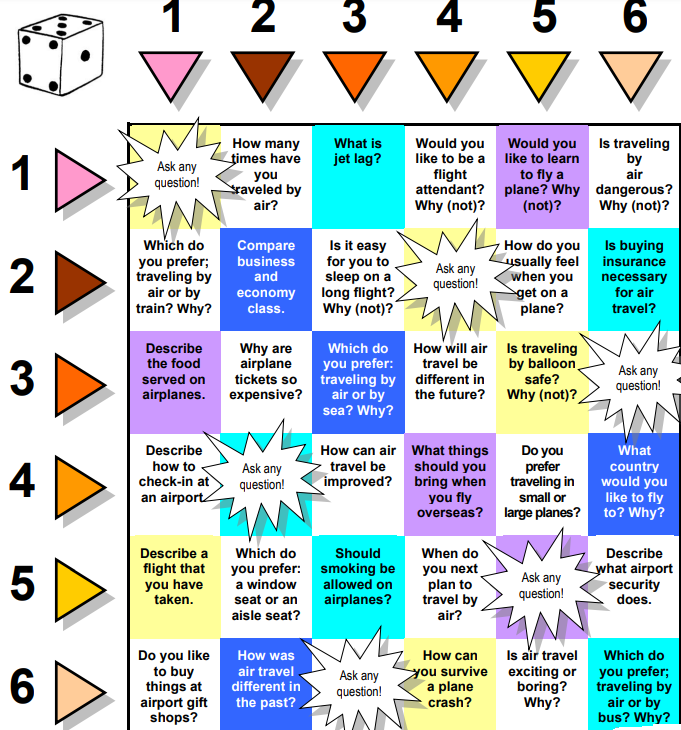 1 2 3 4 5 6
1
Ask any
question!
How many
times have
you
traveled by
air?
What is
jet lag?
Would you
like to be a
flight
attendant?
Why (not)?
Would you
like to learn
to fly a
plane? Why
(not)?
Is traveling
by
air
dangerous?
Why (not)?
2
Which do
you prefer;
traveling by
air or by
train? Why?
Compare
business
and
economy
class.
Is it easy
for you to
sleep on a
long flight?
Why (not)?
Ask any
question!
How do you
usually feel
when you
get on a
plane?
Is buying
insurance
necessary
for air
travel?
3
Describe
the food
served on
airplanes.
Why are
airplane
tickets so
expensive?
Which do
you prefer:
traveling by
air or by
sea? Why?
How will air
travel be
different in
the future?
Is traveling
by balloon
safe?
Why (not)?
Ask any
question!
4
Describe
how to
check-in at
an airport
Ask any
question!
How can air
travel be
improved?
What things
should you
bring when
you fly
overseas?
Do you
prefer
traveling in
small or
large planes?
What
country
would you
like to fly
to? Why?
5
Describe a
flight that
you have
taken.
Which do
you prefer:
a window
seat or an
aisle seat?
Should
smoking be
allowed on
airplanes?
When do
you next
plan to
travel by
air?
Ask any
question!
Describe
what airport
security
does.
6
Do you like
to buy
things at
airport gift
shops?
How was
air travel
different in
the past?
Ask any
question!
How can
you survive
a plane
crash?
Is air travel
exciting or
boring?
Why?
Which do
you prefer;
traveling by
air or by
bus? Why?